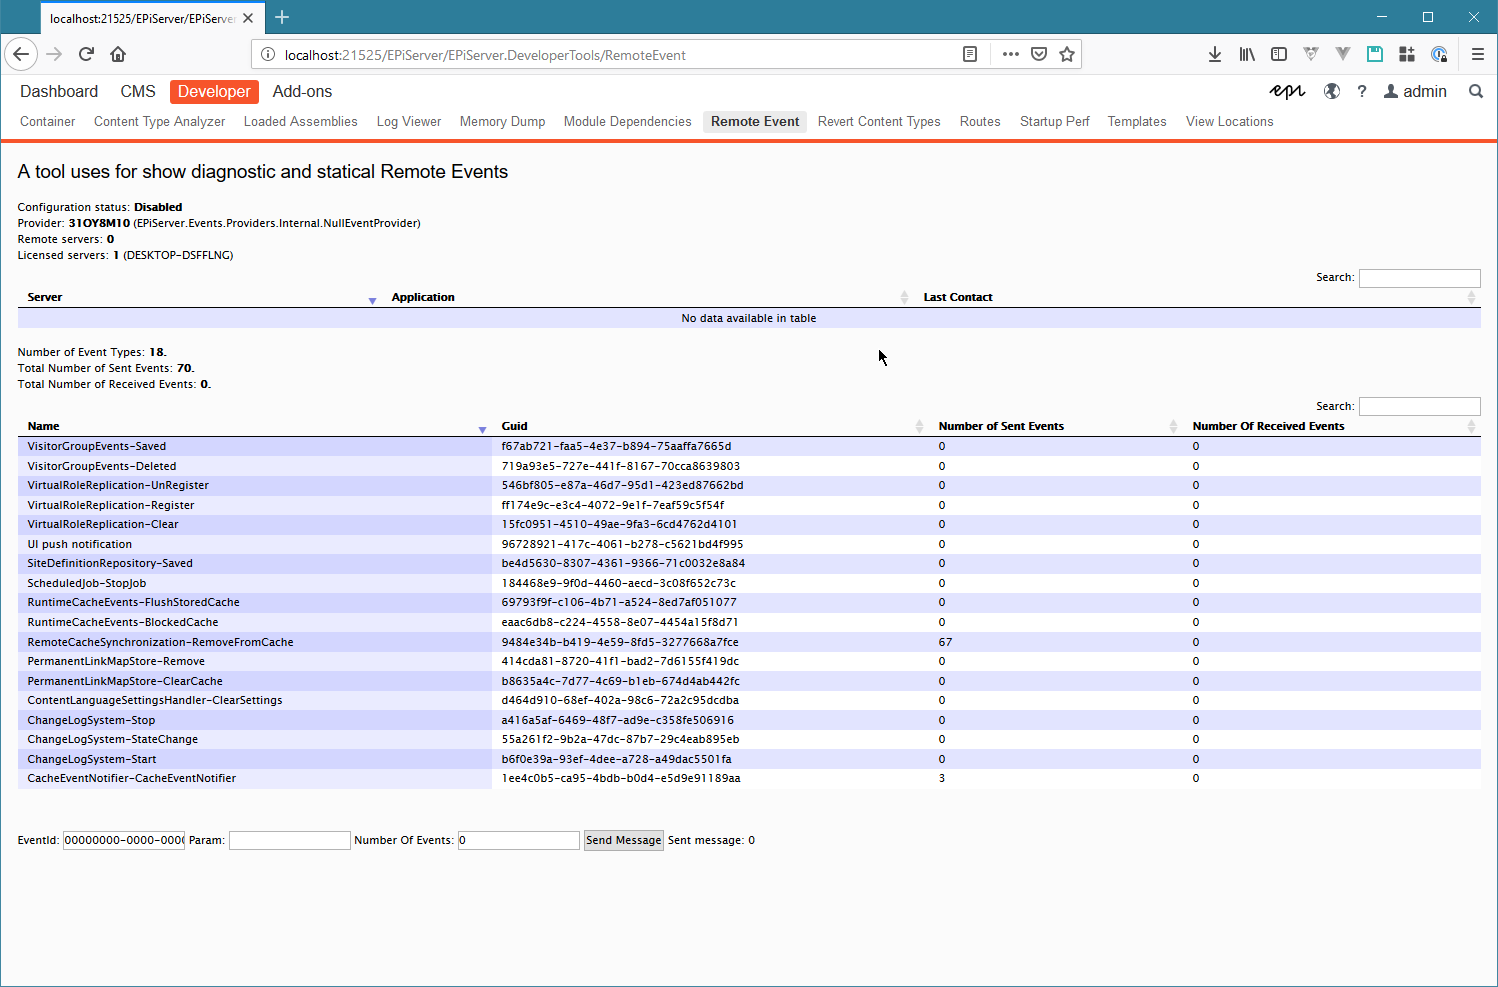 localhost:21525/EPiServer/EPiServe
localhost:21525/EPiServer/EPiServer.DeveloperTools/RemoteEvent
Dashboard CMS Developer Add-ons epi ? admin
Container Content Type Analyzer Loaded Assemblies Log Viewer Memory Dump Module Dependencies Remote Event Revert Content Types Routes Startup Perf Templates View Locations
A tool uses for show diagnostic and statical Remote Events
Configuration status: Disabled
Provider: 31OY8M10 (EPiServer.Events.Providers.Internal.NullEventProvider)
Remote servers: 0
Licensed servers: 1 (DESKTOP-DSFFLNG)
Search:
Server Application Last Contact
No data available in table
Number of Event Types: 18.
Total Number of Sent Events: 70.
Total Number of Received Events: 0.
Search:
Name Guid Number of Sent Events Number Of Received Events
VisitorGroupEvents-Saved f67ab721-faa5-4e37-b894-75aaffa7665d 0 0
VisitorGroupEvents-Deleted 719a93e5-727e-441f-8167-70cca8639803 0 0
VirtualRoleReplication-UnRegister 546bf805-e87a-46d7-95d1-423ed87662bd 0 0
VirtualRoleReplication-Register ff174e9c-e3c4-4072-9e1f-7eaf59c5f54f 0 0
VirtualRoleReplication-Clear 15fc0951-4510-49ae-9fa3-6cd4762d4101 0 0
UI push notification 96728921-417c-4061-b278-c5621bd4f995 0 0
SiteDefinitionRepository-Saved be4d5630-8307-4361-9366-71c0032e8a84 0 0
ScheduledJob-StopJob 184468e9-9f0d-4460-aecd-3c08f652c73c 0 0
RuntimeCacheEvents-FlushStoredCache 69793f9f-c106-4b71-a524-8ed7af051077 0 0
RuntimeCacheEvents-BlockedCache eaac6db8-c224-4558-8e07-4454a15f8d71 0 0
RemoteCacheSynchronization-RemoveFromCache 9484e34b-b419-4e59-8fd5-3277668a7fce 67 0
PermanentLinkMapStore-Remove 414cda81-8720-41f1-bad2-7d6155f419dc 0 0
PermanentLinkMapStore-ClearCache b8635a4c-7d77-4c69-b1eb-674d4ab442fc 0 0
ContentLanguageSettingsHandler-ClearSettings d464d910-68ef-402a-98c6-72a2c95dcdba 0 0
ChangeLogSystem-Stop a416a5af-6469-48f7-ad9e-c358fe506916 0 0
ChangeLogSystem-StateChange 55a261f2-9b2a-47dc-87b7-29c4eab895eb 0 0
ChangeLogSystem-Start b6f0e39a-93ef-4dee-a728-a49dac5501fa 0 0
CacheEventNotifier-CacheEventNotifier 1ee4c0b5-ca95-4bdb-b0d4-e5d9e91189aa 3 0
EventId: 00000000-0000-000 Param: Number Of Events: 0 Send Message Sent message: 0